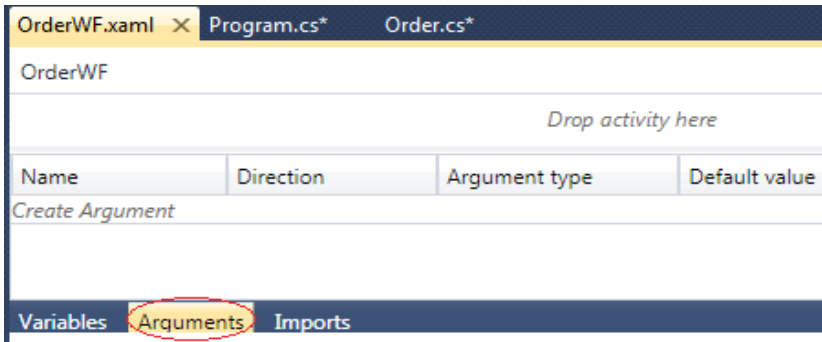 OrderWF.xaml × Program.cs* Order.cs*
OrderWF
Drop activity here
Name Direction Argument type Default value
Create Argument
Variables Arguments Imports